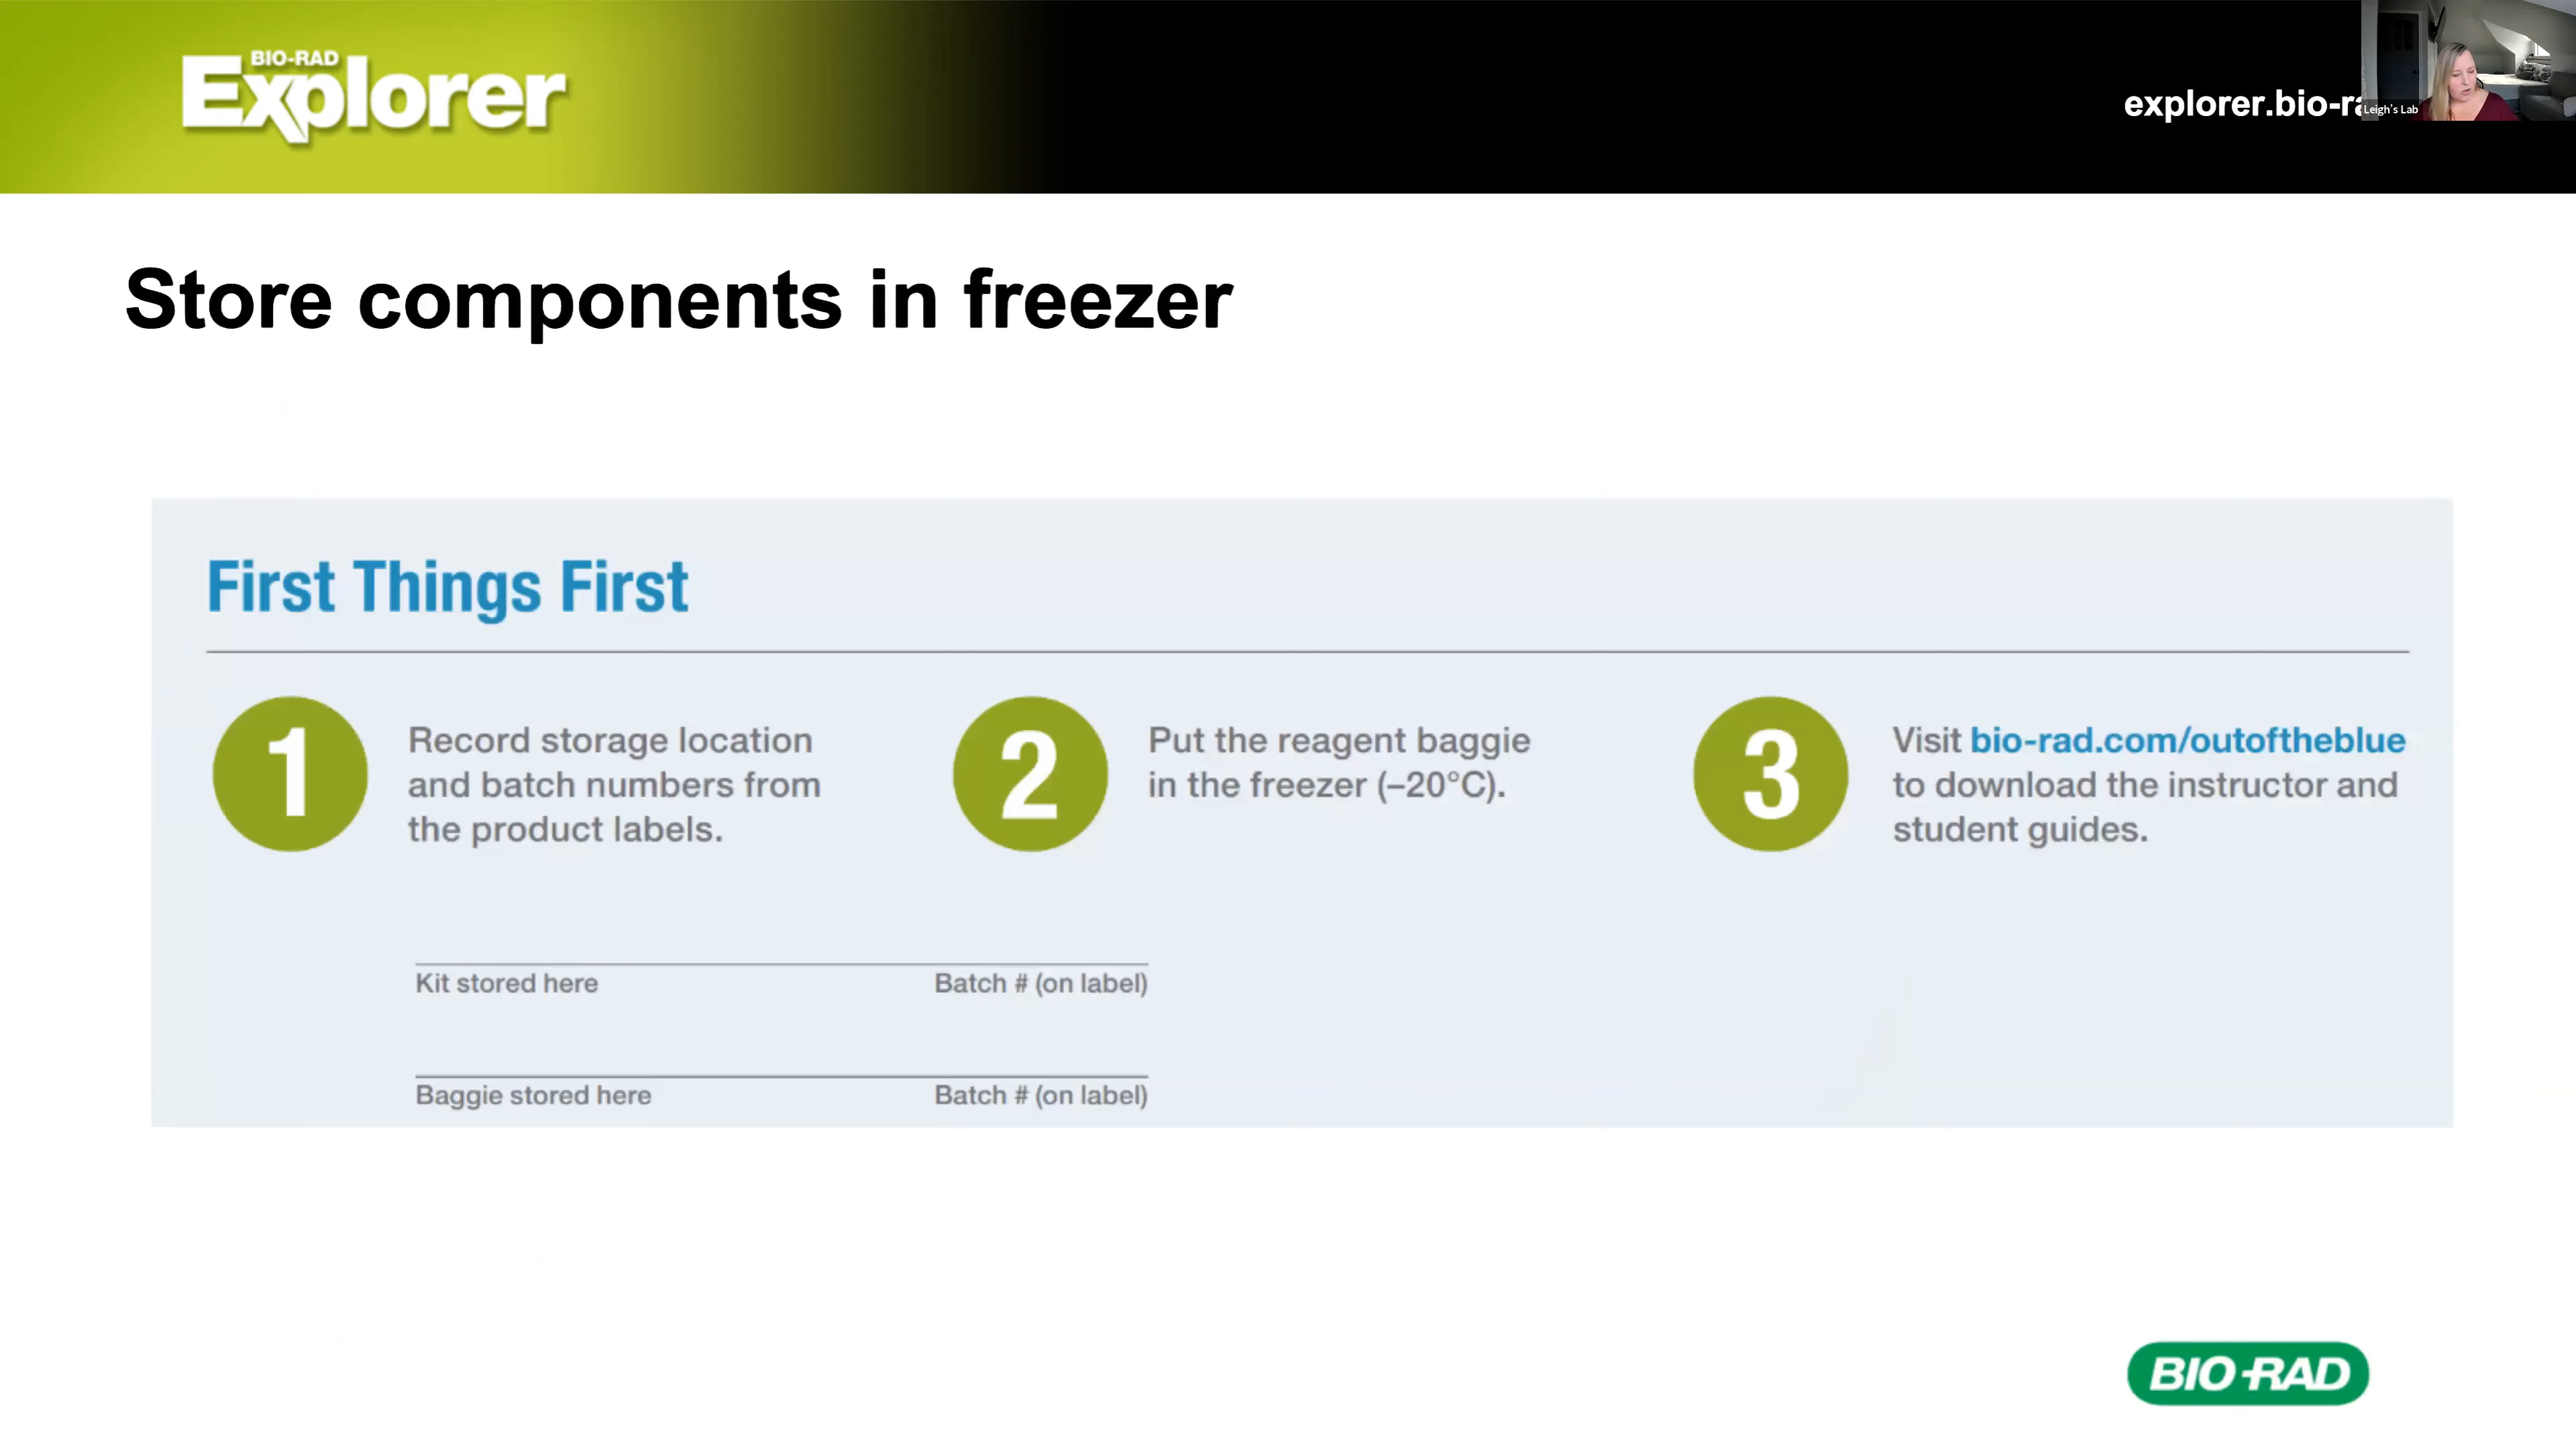 BIO-RAD
Explorer
explorer.bio-ra
Leigh's Lab
Store components in freezer
First Things First
1
Record storage location
and batch numbers from
the product labels.
2
Put the reagent baggie
in the freezer (–20°C).
3
Visit bio-rad.com/outoftheblue
to download the instructor and
student guides.
Kit stored here
Batch # (on label)
Baggie stored here
Batch # (on label)
BIO-RAD